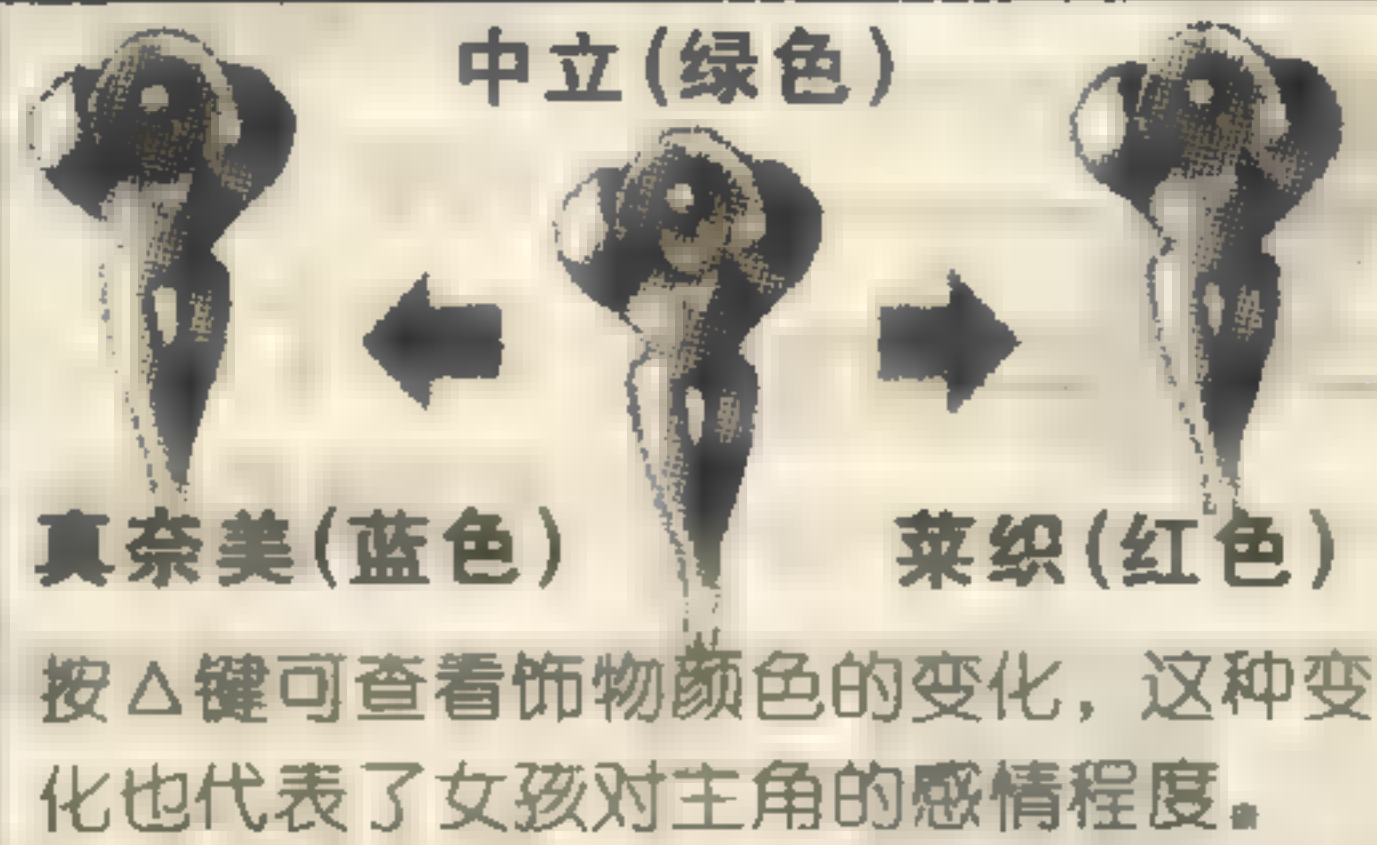 中立(绿色)
真奈美(蓝色)
莱织(红色)
按△键可查看饰物颜色的变化，这种变
化也代表了女孩对主角的感情程度。